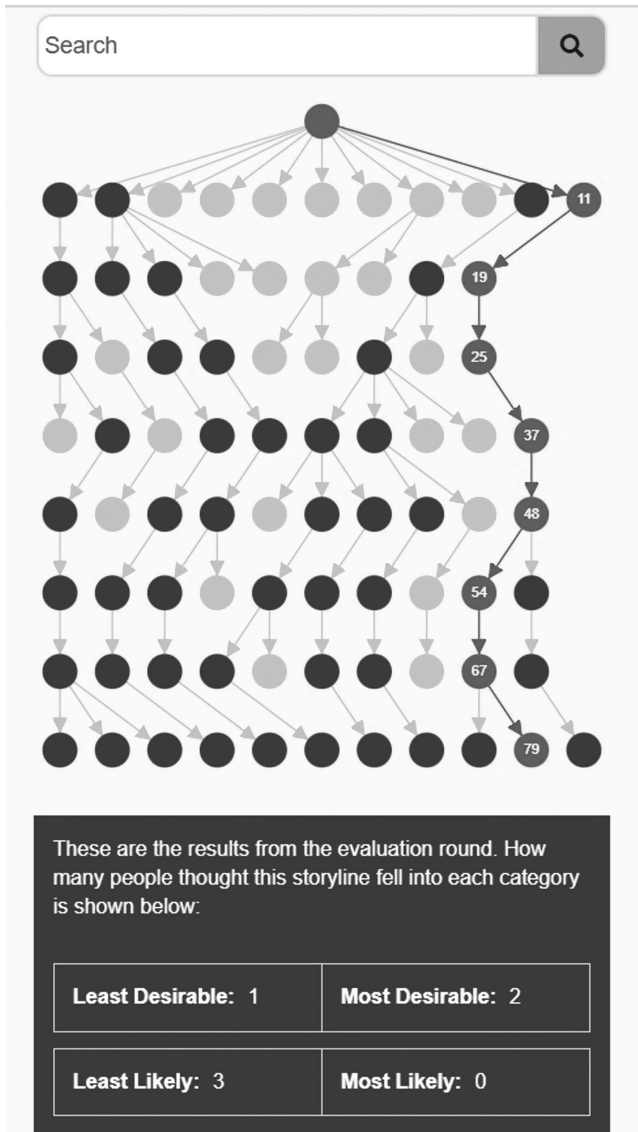 Search
11
19
25
37
48
54
67
79
These are the results from the evaluation round. How
many people thought this storyline fell into each category
is shown below:
Least Desirable: 1
Most Desirable: 2
Least Likely: 3
Most Likely: 0